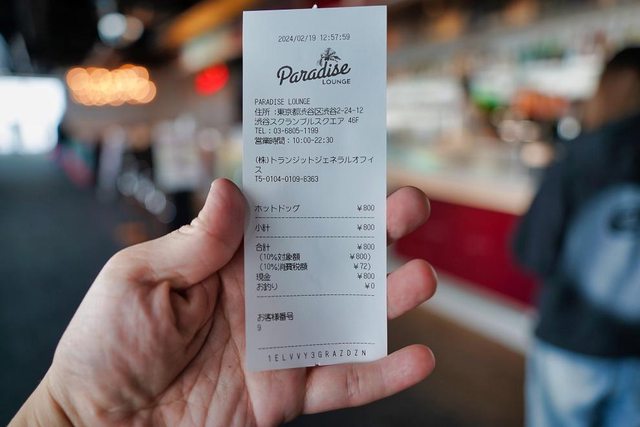 2024/02/19 12:57:59
Paradise
LOUNGE
PARADISE LOUNGE
住所：東京都渋谷区渋谷2-24-12
渋谷スクランブルスクエア 46F
TEL：03-6805-1199
営業時間：10:00-22:30
(株)トランジットジェネラルオフィ
ス
T5-0104-0109-8363
ホットドッグ ￥800
小計 ￥800
合計 ￥800
(10%対象額 ￥800)
(10%消費税額 ￥72)
現金 ￥800
お釣り ￥0
お客様番号
9
1ELVVY3GRAZDZN